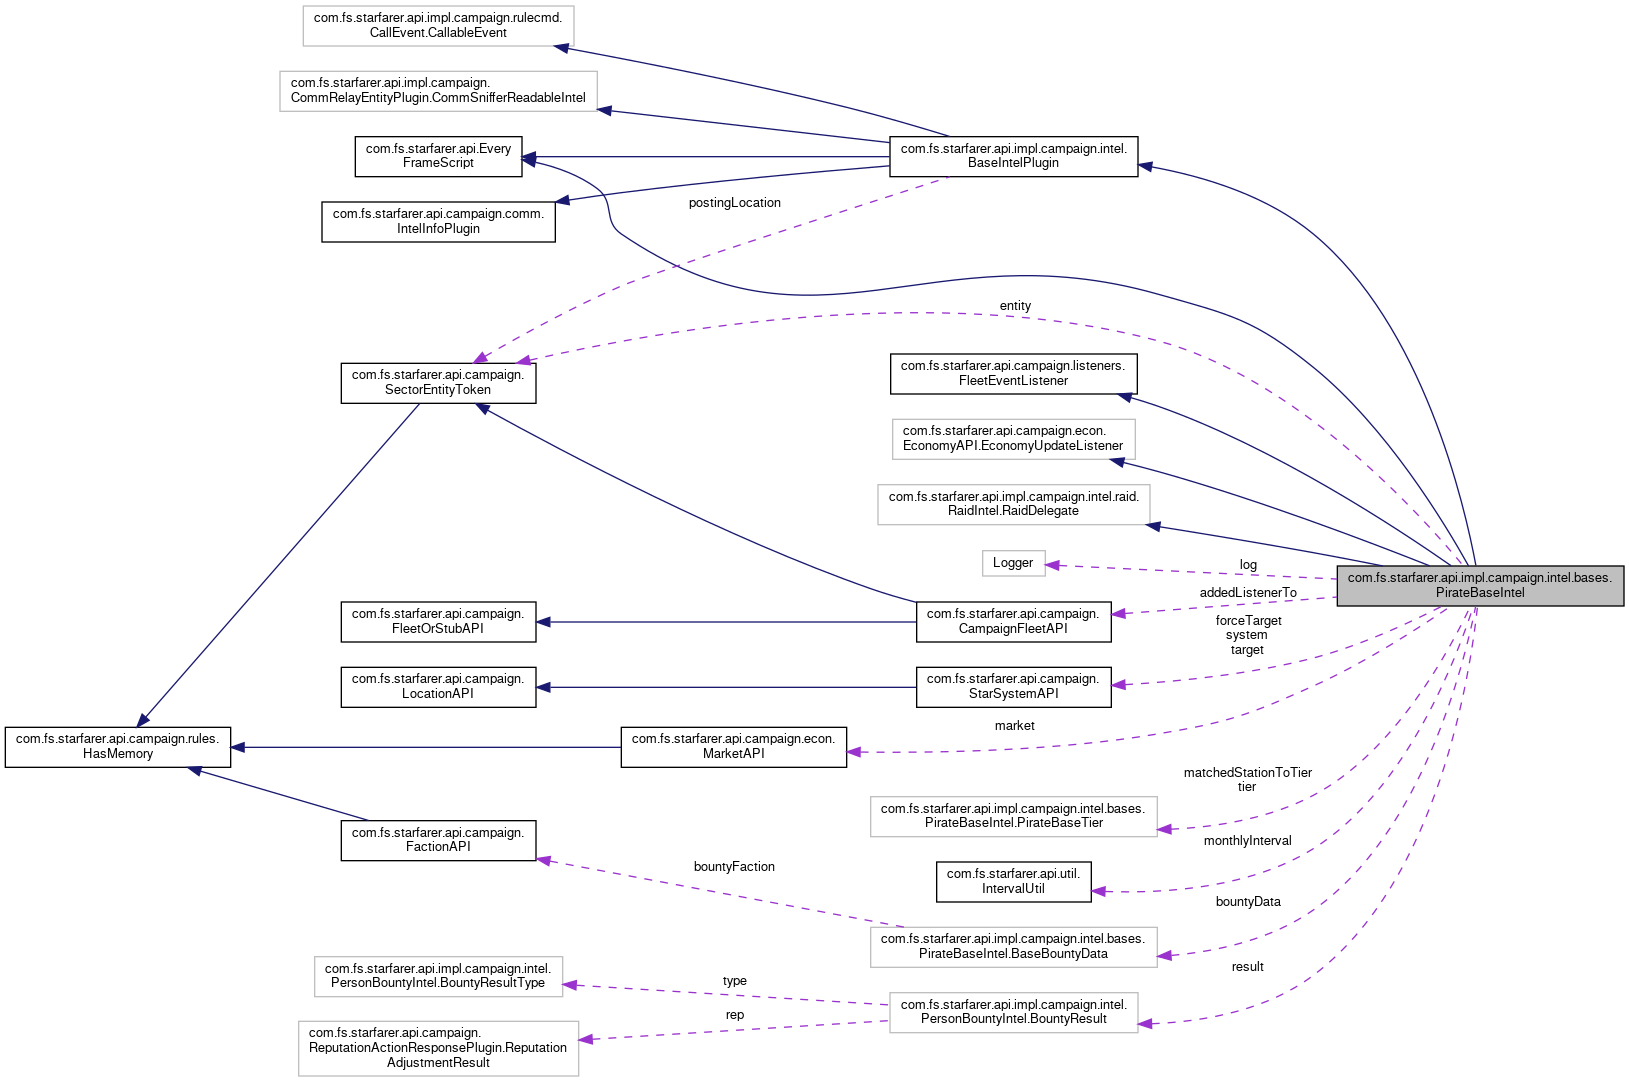 com.fs.starfarer.api.impl.campaign.rulecmd.
CallEvent.CallableEvent
com.fs.starfarer.api.impl.campaign.
CommRelayEntityPlugin.CommSnifferReadableIntel
com.fs.starfarer.api.Every
FrameScript
com.fs.starfarer.api.impl.campaign.intel.
BaseIntelPlugin
com.fs.starfarer.api.campaign.comm.
IntelInfoPlugin
postingLocation
entity
com.fs.starfarer.api.campaign.
SectorEntityToken
com.fs.starfarer.api.campaign.listeners.
FleetEventListener
com.fs.starfarer.api.campaign.econ.
EconomyAPI.EconomyUpdateListener
com.fs.starfarer.api.impl.campaign.intel.raid.
RaidIntel.RaidDelegate
Logger
log
com.fs.starfarer.api.impl.campaign.intel.bases.
PirateBaseIntel
addedListenerTo
com.fs.starfarer.api.campaign.
FleetOrStubAPI
com.fs.starfarer.api.campaign.
CampaignFleetAPI
forceTarget
system
target
com.fs.starfarer.api.campaign.
LocationAPI
com.fs.starfarer.api.campaign.
StarSystemAPI
market
com.fs.starfarer.api.campaign.rules.
HasMemory
com.fs.starfarer.api.campaign.econ.
MarketAPI
matchedStationToTier
tier
com.fs.starfarer.api.impl.campaign.intel.bases.
PirateBaseIntel.PirateBaseTier
com.fs.starfarer.api.campaign.
FactionAPI
monthlyInterval
bountyFaction
com.fs.starfarer.api.util.
IntervalUtil
bountyData
com.fs.starfarer.api.impl.campaign.intel.bases.
PirateBaseIntel.BaseBountyData
result
com.fs.starfarer.api.impl.campaign.intel.
PersonBountyIntel.BountyResultType
type
com.fs.starfarer.api.impl.campaign.intel.
PersonBountyIntel.BountyResult
rep
com.fs.starfarer.api.campaign.
ReputationActionResponsePlugin.Reputation
AdjustmentResult